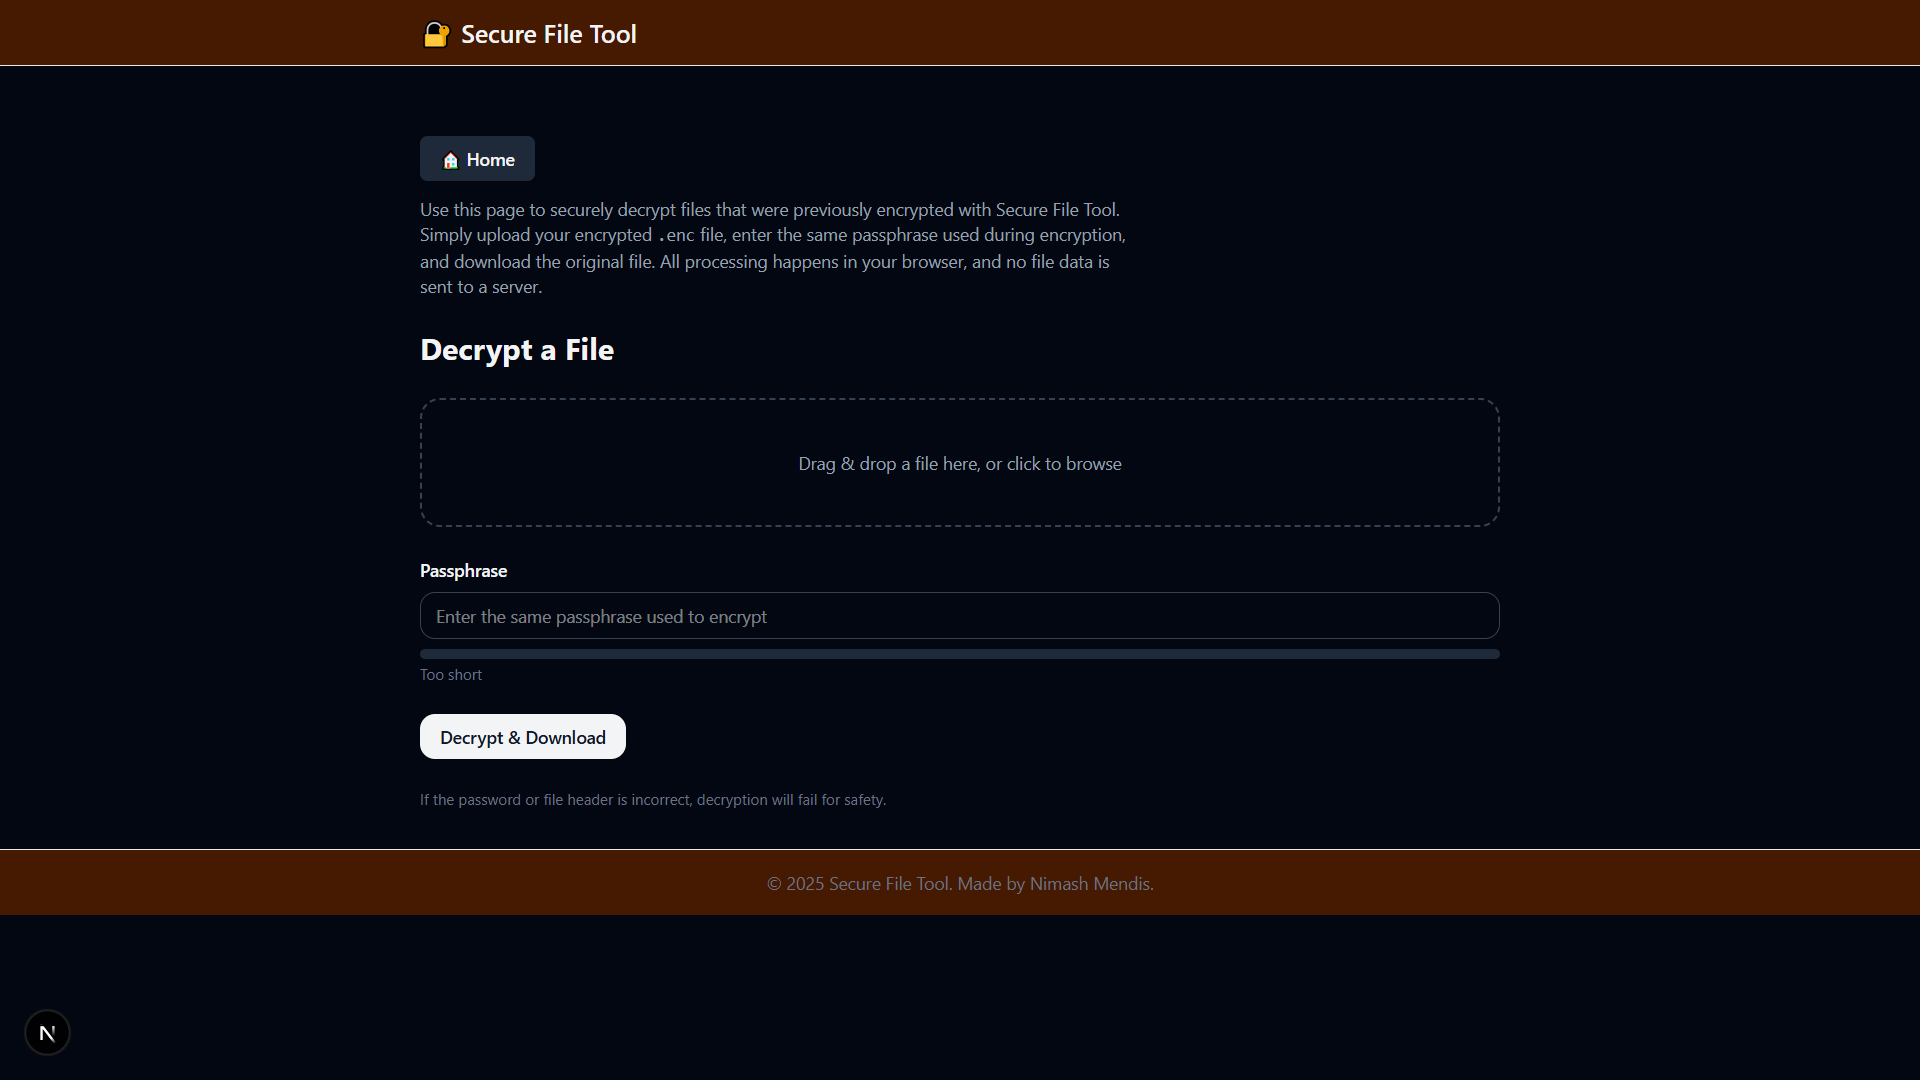 Secure File Tool
Home
Use this page to securely decrypt files that were previously encrypted with Secure File Tool.
Simply upload your encrypted .enc file, enter the same passphrase used during encryption,
and download the original file. All processing happens in your browser, and no file data is
sent to a server.
Decrypt a File
Drag & drop a file here, or click to browse
Passphrase
Enter the same passphrase used to encrypt
Too short
Decrypt & Download
If the password or file header is incorrect, decryption will fail for safety.
© 2025 Secure File Tool. Made by Nimash Mendis.
N